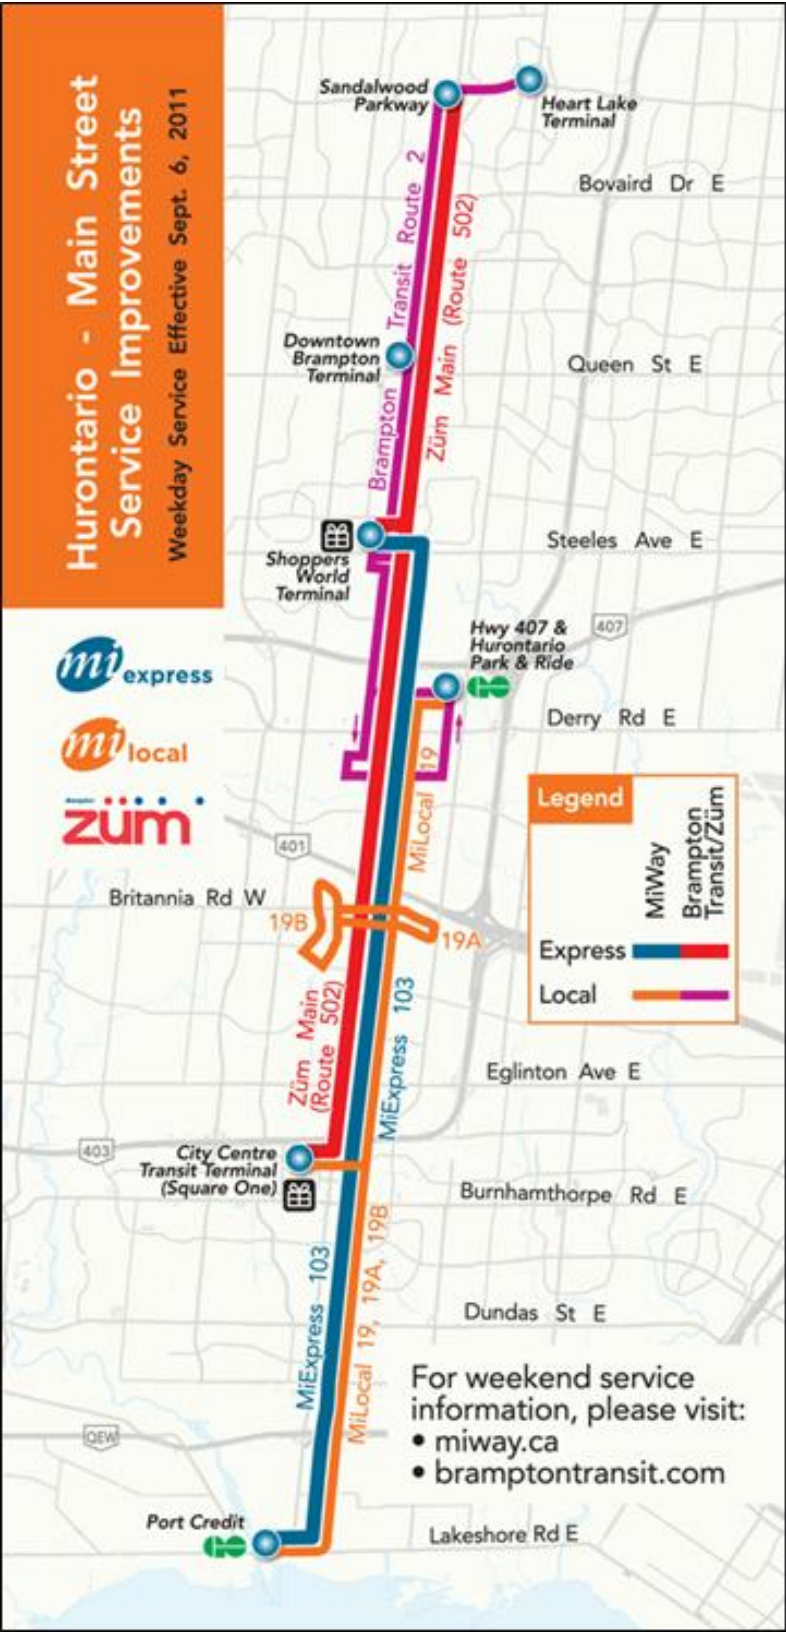 Hurontario - Main Street
Service Improvements
Weekday Service Effective Sept. 6, 2011
mi express
mi local
züm
Sandalwood
Parkway
Heart Lake
Terminal
Bovaird Dr E
Brampton Transit Route 2
Züm Main (Route 502)
Downtown
Brampton
Terminal
Queen St E
Steeles Ave E
Shoppers
World
Terminal
Hwy 407 &
Hurontario
Park & Ride
GO
407
Derry Rd E
MiLocal 19
401
Legend
MiWay
Brampton
Transit/Züm
Express
Local
Britannia Rd W
19B
19A
Züm Main
(Route 502)
MiExpress 103
Eglinton Ave E
403
City Centre
Transit Terminal
(Square One)
Burnhamthorpe Rd E
MiExpress 103
MiLocal 19, 19A, 19B
Dundas St E
For weekend service
information, please visit:
• miway.ca
• bramptontransit.com
QEW
Port Credit
GO
Lakeshore Rd E